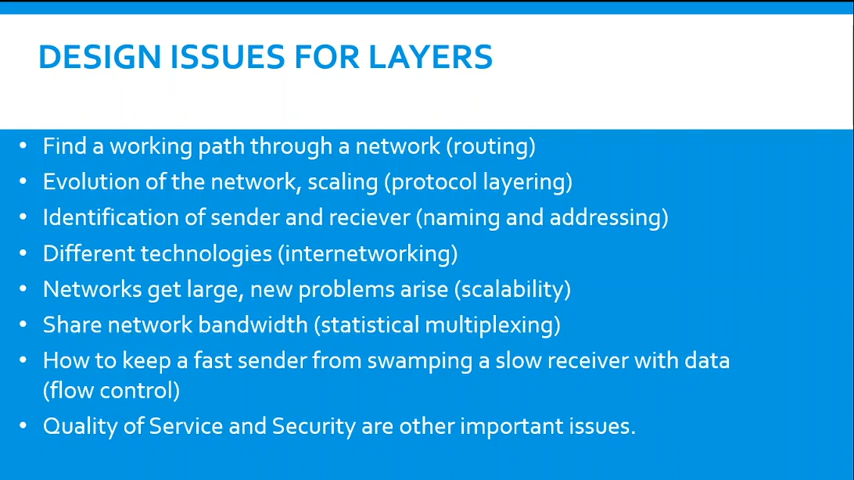 DESIGN ISSUES FOR LAYERS
• Find a working path through a network (routing)
• Evolution of the network, scaling (protocol layering)
• Identification of sender and reciever (naming and addressing)
• Different technologies (internetworking)
• Networks get large, new problems arise (scalability)
• Share network bandwidth (statistical multiplexing)
• How to keep a fast sender from swamping a slow receiver with data
(flow control)
• Quality of Service and Security are other important issues.